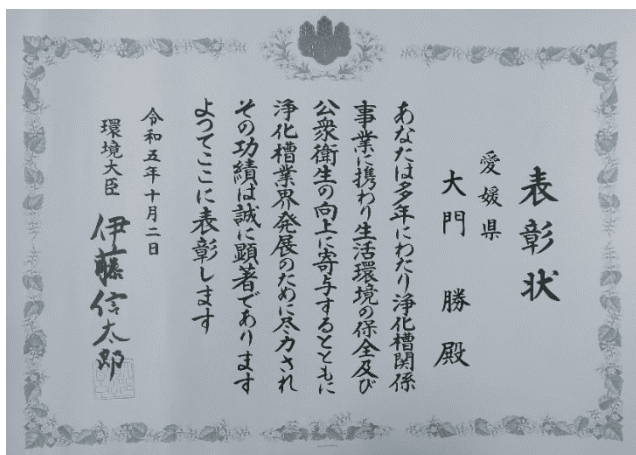 表彰状
愛媛県
大門 勝 殿
あなたは多年にわたり浄化槽関係
事業に携わり生活環境の保全及び
公衆衛生の向上に寄与するとともに
浄化槽業界発展のために尽力され
その功績は誠に顕著であります
よつてここに表彰します
令和五年十月二日
環境大臣 伊藤信太郎